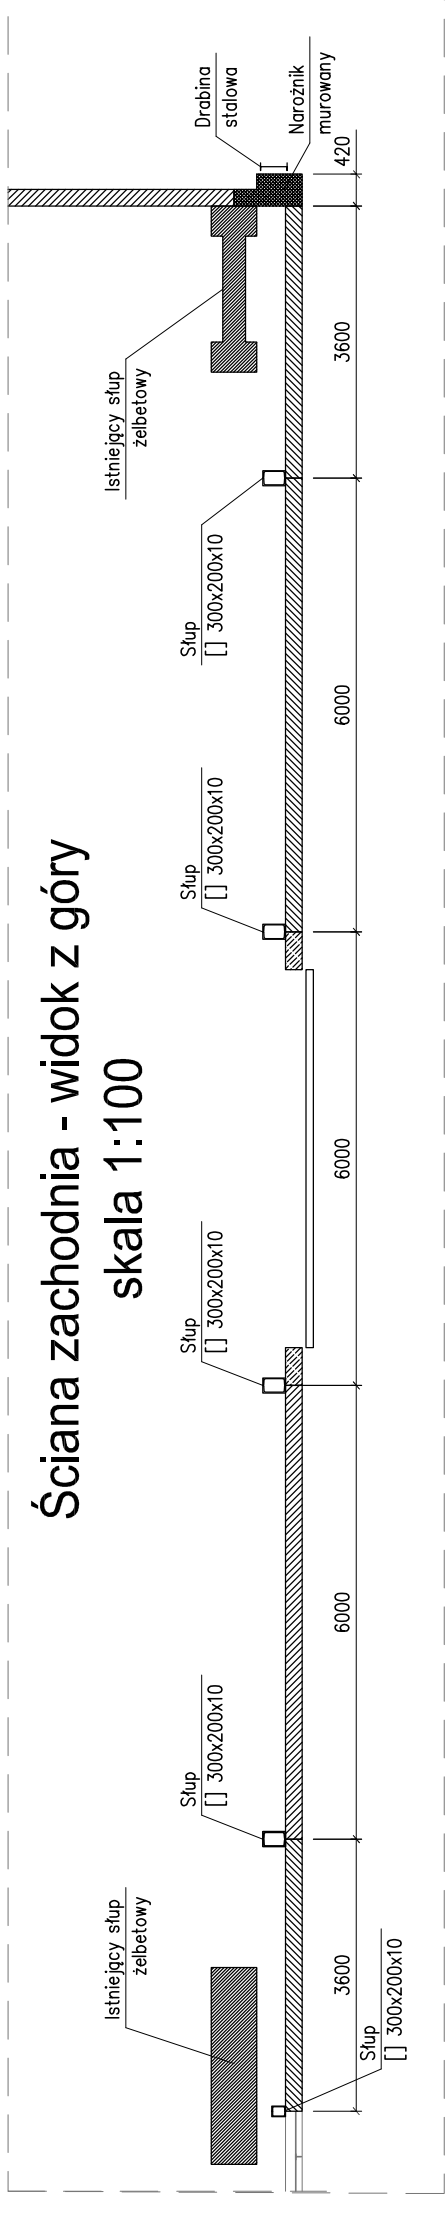 Ściana zachodnia - widok z góry
skala 1:100
Istniejący słup
żelbetowy
Słup
[] 300x200x10
Słup
[] 300x200x10
Słup
[] 300x200x10
Słup
[] 300x200x10
Słup
[] 300x200x10
Istniejący słup
żelbetowy
Drabina
stalowa
Narożnik
murowany
3600
6000
6000
6000
3600
420